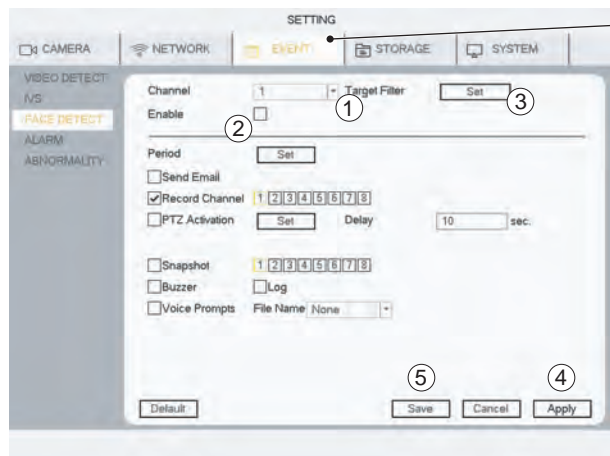 SETTING
CAMERA NETWORK EVENT STORAGE SYSTEM
VIDEO DETECT
IVS
FACE DETECT
ALARM
ABNORMALITY
Channel 1 ① Target Filter Set ③
Enable ②
Period Set
Send Email
Record Channel 1 2 3 4 5 6 7 8
PTZ Activation Set Delay 10 sec.
Snapshot 1 2 3 4 5 6 7 8
Buzzer Log
Voice Prompts File Name None
⑤ ④
Default Save Cancel Apply